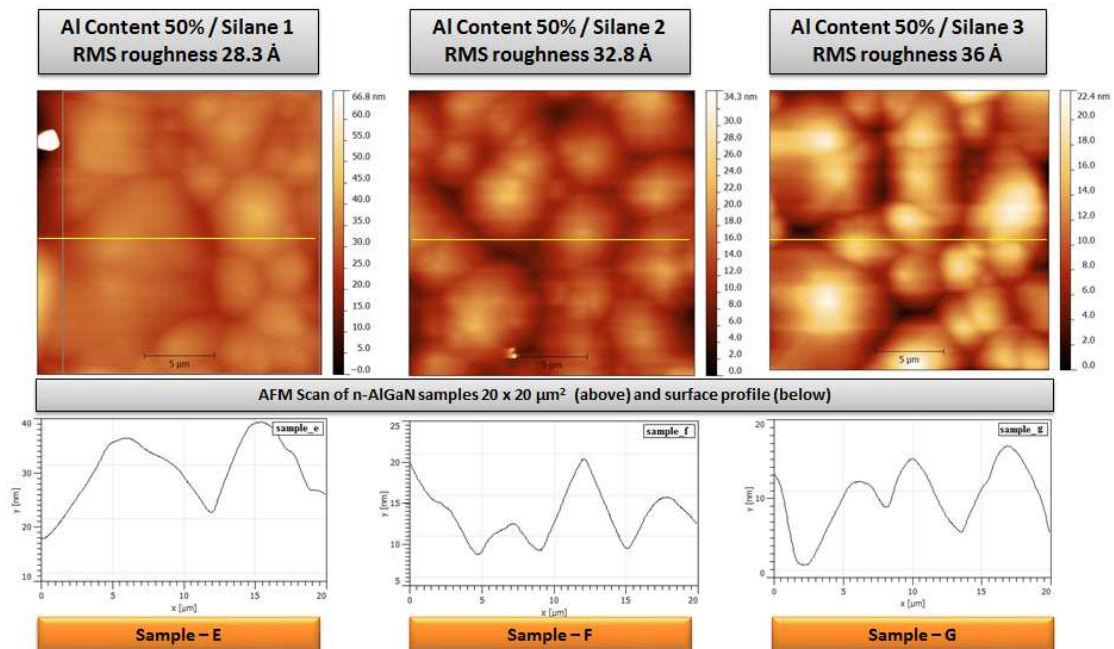 Al Content 50% / Silane 1
RMS roughness 28.3 Å
Al Content 50% / Silane 2
RMS roughness 32.8 Å
Al Content 50% / Silane 3
RMS roughness 36 Å
66.8 nm
60.0
55.0
50.0
45.0
40.0
35.0
30.0
25.0
20.0
15.0
10.0
5.0
−0.0
5 µm
34.3 nm
30.0
28.0
26.0
24.0
22.0
20.0
18.0
16.0
14.0
12.0
10.0
8.0
6.0
4.0
2.0
0.0
5 µm
22.4 nm
20.0
18.0
16.0
14.0
12.0
10.0
8.0
6.0
4.0
2.0
0.0
5 µm
AFM Scan of n-AlGaN samples 20 x 20 µm² (above) and surface profile (below)
sample_e
40
30
20
10
y [nm]
0
5
10
15
20
x [µm]
sample_f
25
20
15
10
5
y [nm]
0
5
10
15
20
x [µm]
sample_g
20
10
0
y [nm]
0
5
10
15
20
x [µm]
Sample – E
Sample – F
Sample – G